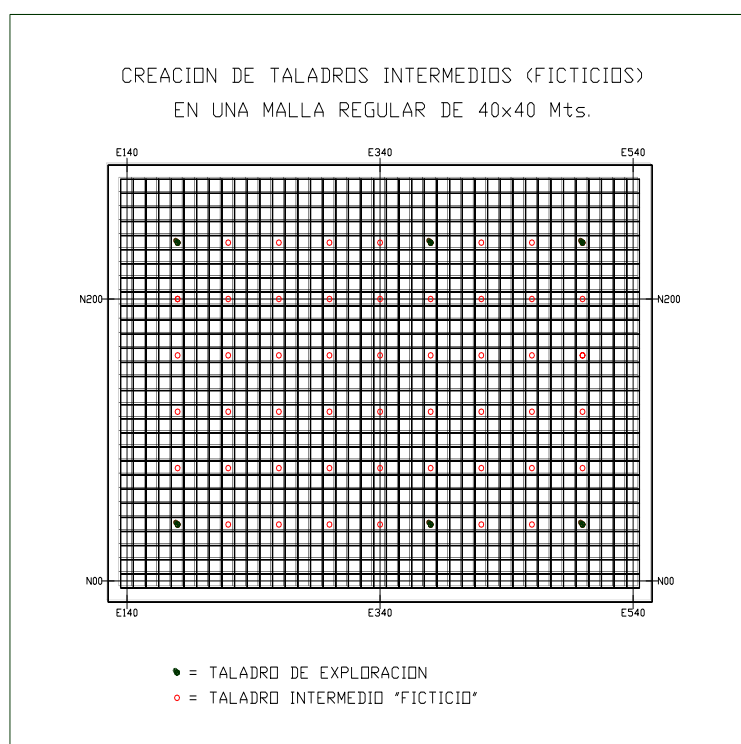 CREACION DE TALADROS INTERMEDIOS (FICTICIOS)
EN UNA MALLA REGULAR DE 40x40 Mts.
E140 E340 E540
N200 N200
N00 N00
E140 E340 E540
= TALADRO DE EXPLORACION
= TALADRO INTERMEDIO "FICTICIO"